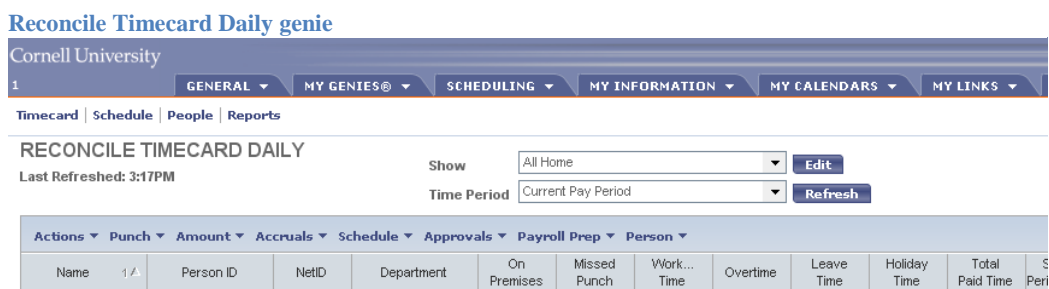 Reconcile Timecard Daily genie
Cornell University
1
GENERAL MY GENIES® SCHEDULING MY INFORMATION MY CALENDARS MY LINKS
Timecard | Schedule | People | Reports
RECONCILE TIMECARD DAILY
Last Refreshed: 3:17PM
Show All Home Edit
Time Period Current Pay Period Refresh
Actions Punch Amount Accruals Schedule Approvals Payroll Prep Person
Name 1 Person ID NetID Department On Premises Missed Punch Work... Time Overtime Leave Time Holiday Time Total Paid Time